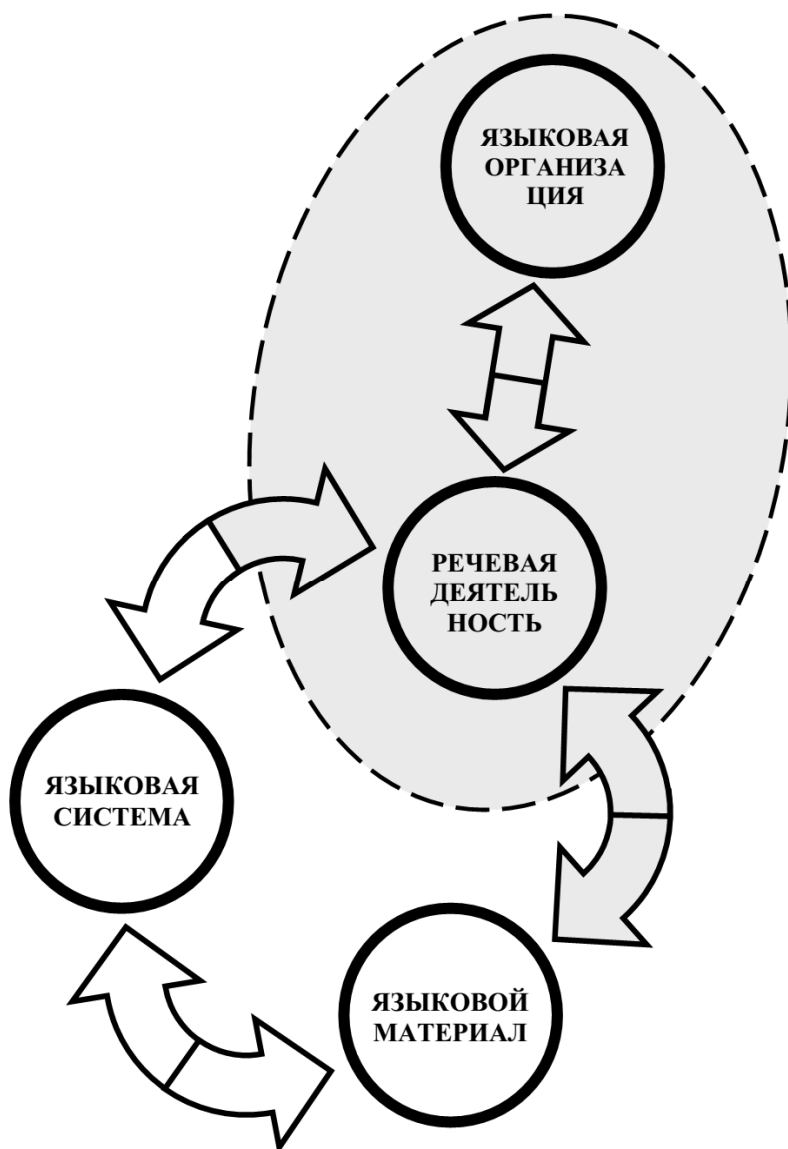 ЯЗЫКОВАЯ
ОРГАНИЗА
ЦИЯ
РЕЧЕВАЯ
ДЕЯТЕЛЬ
НОСТЬ
ЯЗЫКОВАЯ
СИСТЕМА
ЯЗЫКОВОЙ
МАТЕРИАЛ